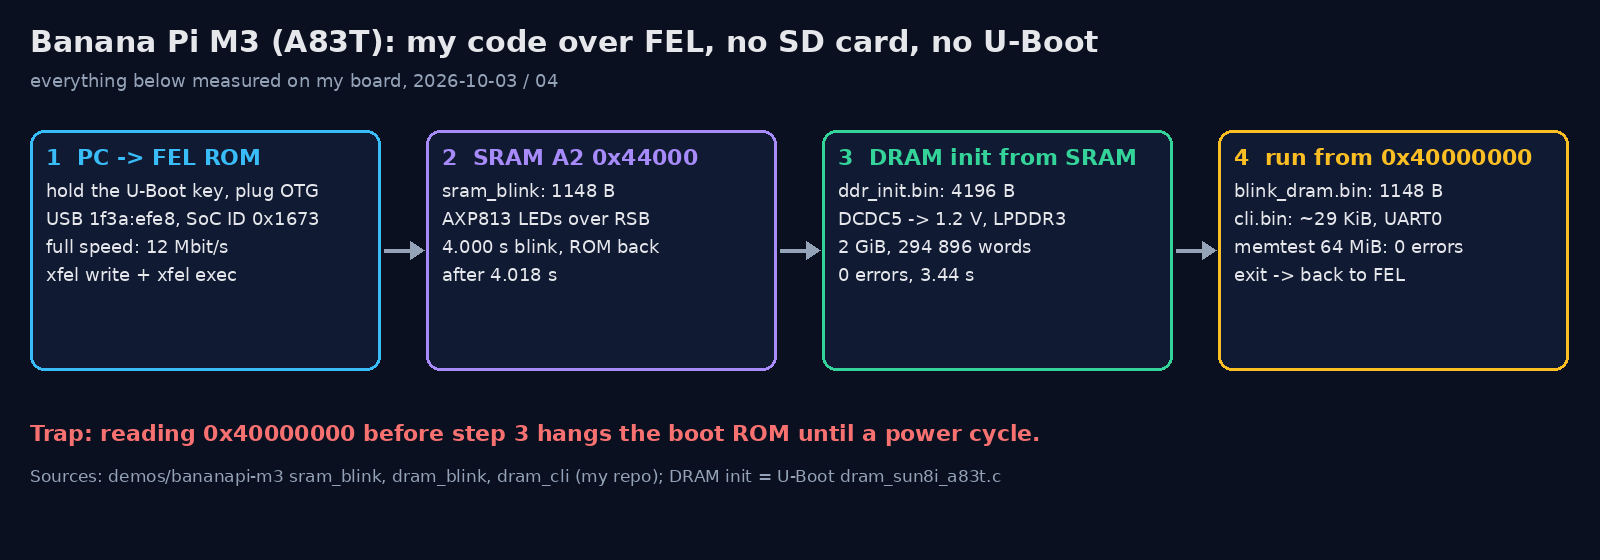 Banana Pi M3 (A83T): my code over FEL, no SD card, no U-Boot
everything below measured on my board, 2026-10-03 / 04
1 PC -> FEL ROM
hold the U-Boot key, plug OTG
USB 1f3a:efe8, SoC ID 0x1673
full speed: 12 Mbit/s
xfel write + xfel exec
2 SRAM A2 0x44000
sram_blink: 1148 B
AXP813 LEDs over RSB
4.000 s blink, ROM back
after 4.018 s
3 DRAM init from SRAM
ddr_init.bin: 4196 B
DCDC5 -> 1.2 V, LPDDR3
2 GiB, 294 896 words
0 errors, 3.44 s
4 run from 0x40000000
blink_dram.bin: 1148 B
cli.bin: ~29 KiB, UART0
memtest 64 MiB: 0 errors
exit -> back to FEL
Trap: reading 0x40000000 before step 3 hangs the boot ROM until a power cycle.
Sources: demos/bananapi-m3 sram_blink, dram_blink, dram_cli (my repo); DRAM init = U-Boot dram_sun8i_a83t.c